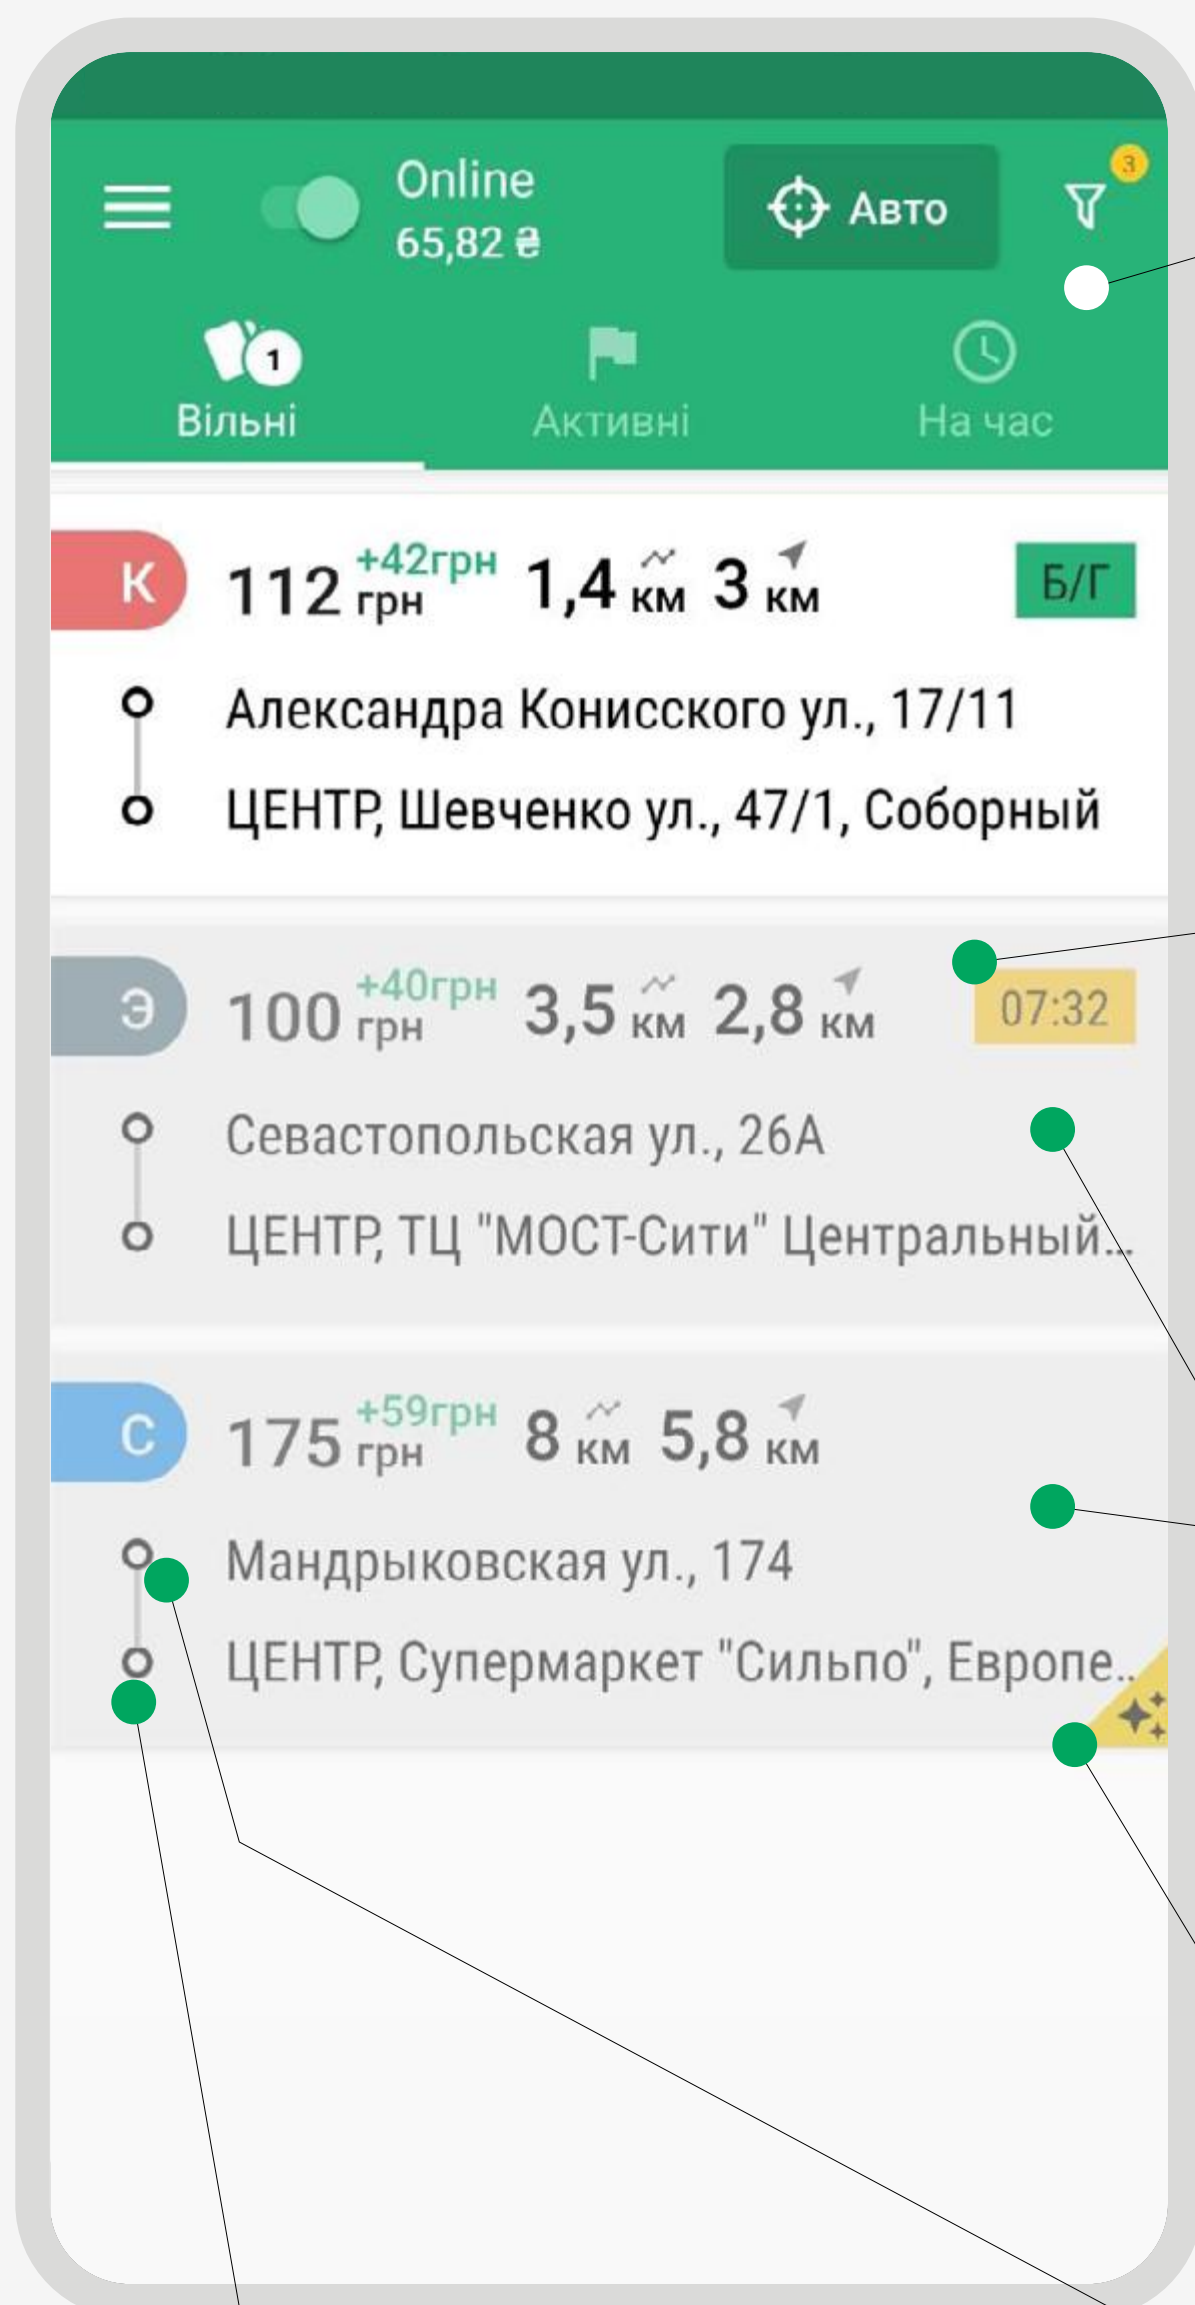 Online
65,82 ₴
Авто
3
1
Вільні
Активні
На час
К 112 +42грн грн 1,4 км 3 км Б/Г
Александра Конисского ул., 17/11
ЦЕНТР, Шевченко ул., 47/1, Соборный
Э 100 +40грн грн 3,5 км 2,8 км 07:32
Севастопольская ул., 26А
ЦЕНТР, ТЦ "МОСТ-Сити" Центральный...
С 175 +59грн грн 8 км 5,8 км
Мандрыковская ул., 174
ЦЕНТР, Супермаркет "Сильпо", Европе...